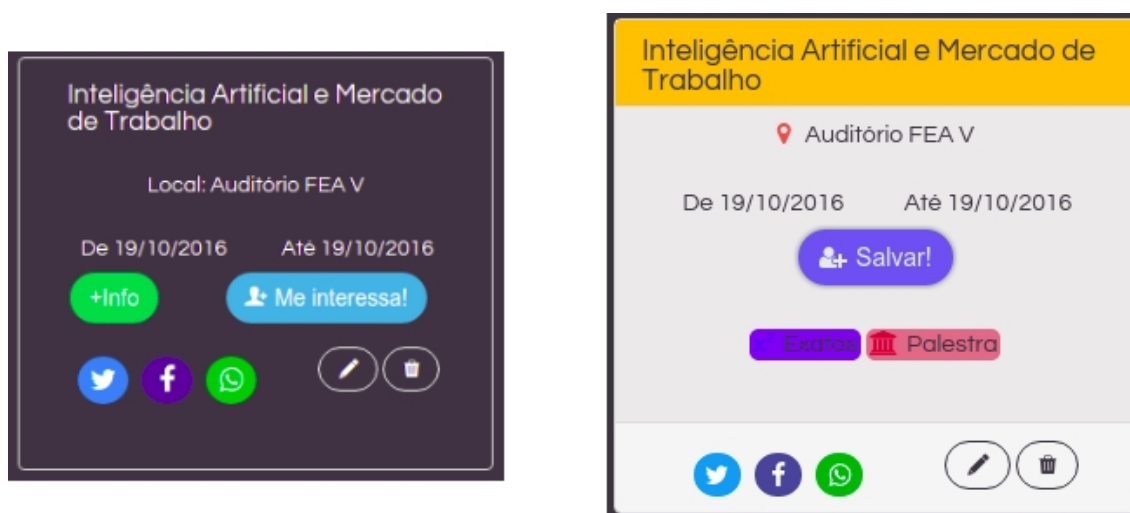 Inteligência Artificial e Mercado
de Trabalho
Local: Auditório FEA V
De 19/10/2016 Até 19/10/2016
+Info Me interessa!
Inteligência Artificial e Mercado de
Trabalho
Auditório FEA V
De 19/10/2016 Até 19/10/2016
Salvar!
Exatas Palestra